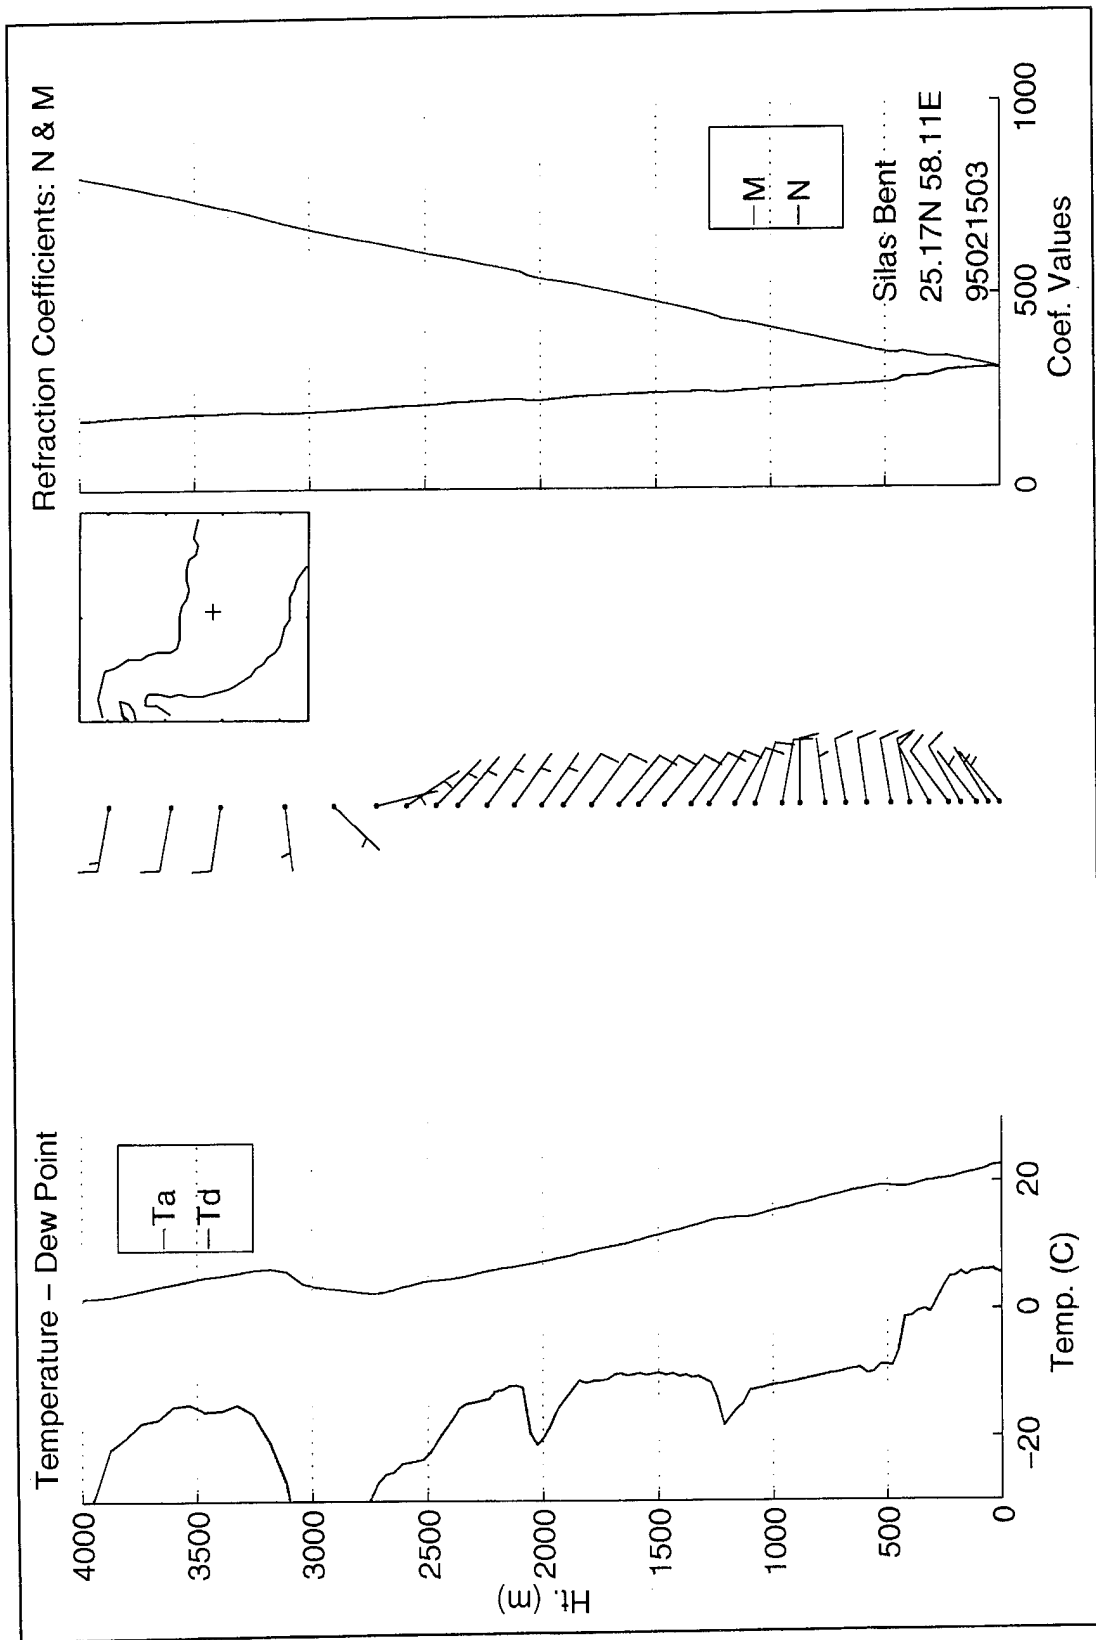 Temperature – Dew Point
Ta
Td
4000
3500
3000
2500
2000
1500
1000
500
0
Ht. (m)
−20
0
20
Temp. (C)
Refraction Coefficients: N & M
M
N
Silas Bent
25.17N 58.11E
95021503
0
500
1000
Coef. Values